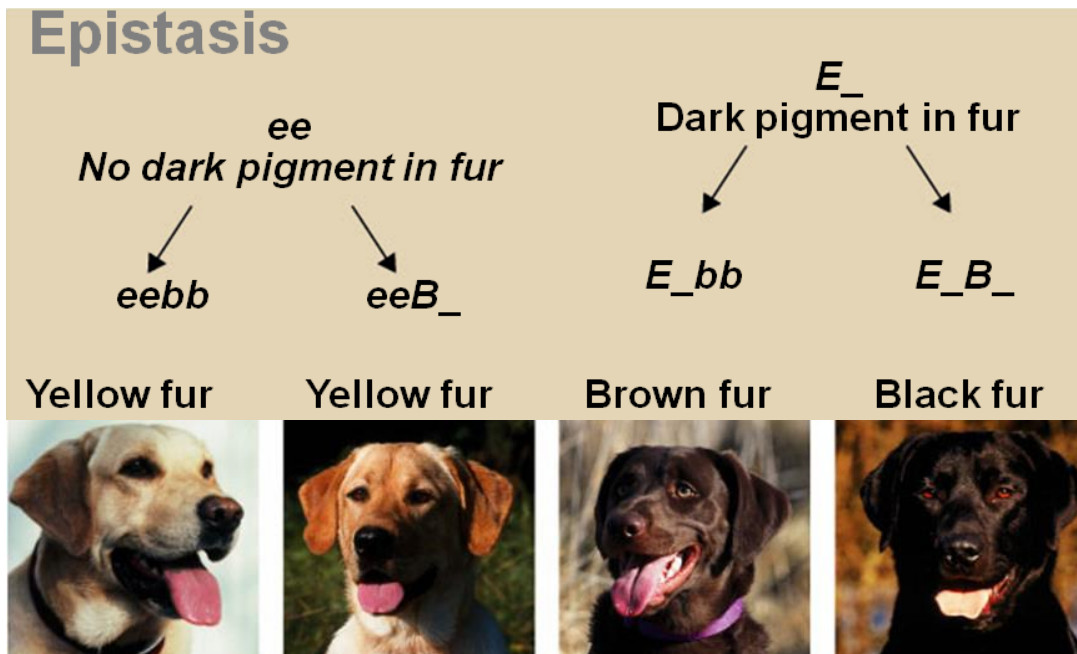 Epistasis
ee
No dark pigment in fur
eebb
eeB_
E_
Dark pigment in fur
E_bb
E_B_
Yellow fur
Yellow fur
Brown fur
Black fur